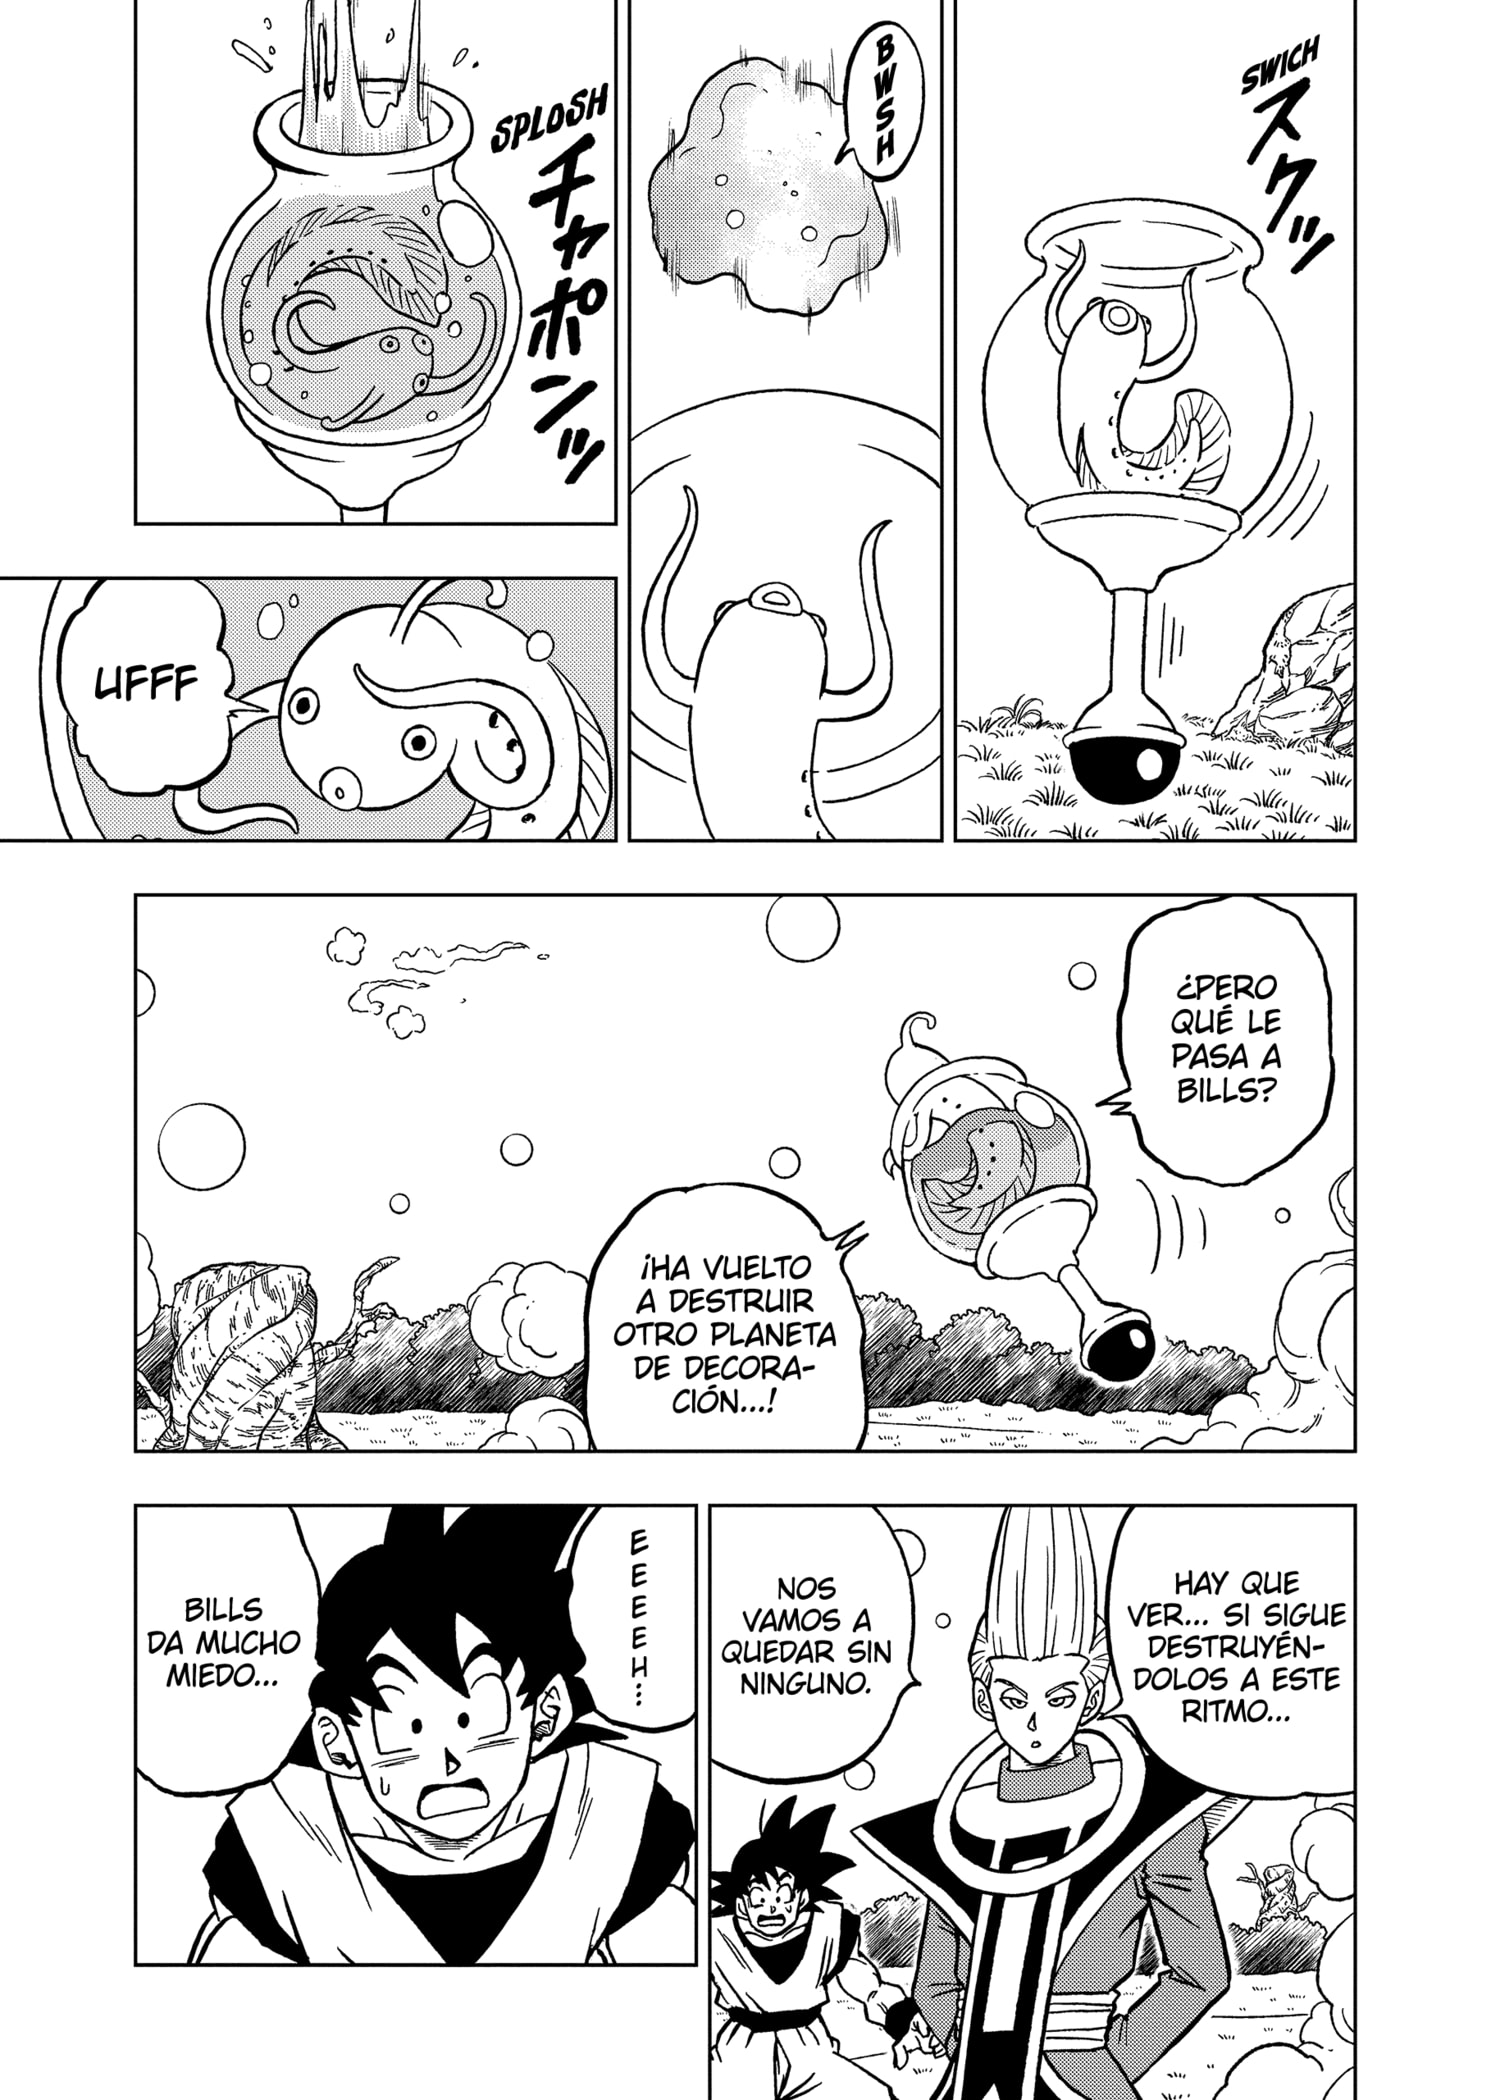 SWICH
スクッ
BWSH
SPLOSH
チャポンッ
UFFF
¿PERO
QUÉ LE
PASA A
BILLS?
¡HA VUELTO
A DESTRUIR
OTRO PLANETA
DE DECORA-
CIÓN...!
HAY QUE
VER... SI SIGUE
DESTRUYÉN-
DOLOS A ESTE
RITMO...
NOS
VAMOS A
QUEDAR SIN
NINGUNO.
EEEEH...
BILLS
DA MUCHO
MIEDO...